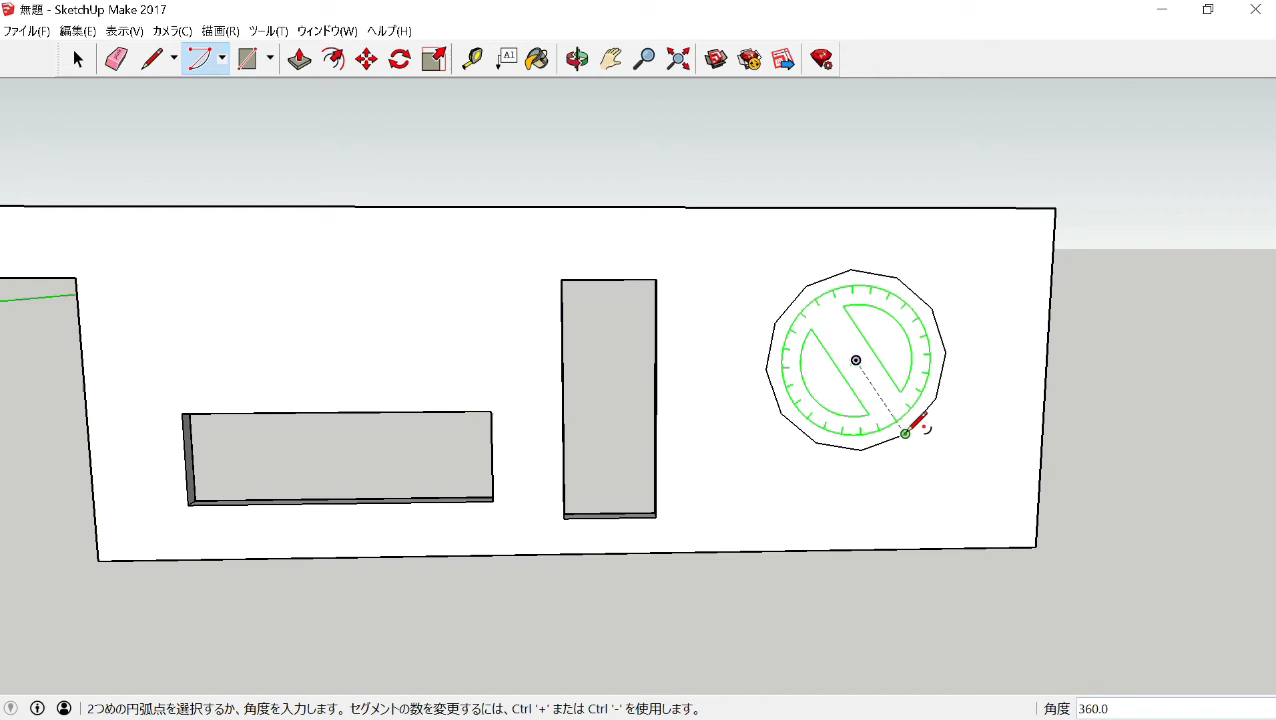 無題 - SketchUp Make 2017
ファイル(F) 編集(E) 表示(V) カメラ(C) 描画(R) ツール(T) ウィンドウ(W) ヘルプ(H)
A1
2つめの円弧点を選択するか、角度を入力します。セグメントの数を変更するには、Ctrl '+' または Ctrl '-' を使用します。
角度 360.0